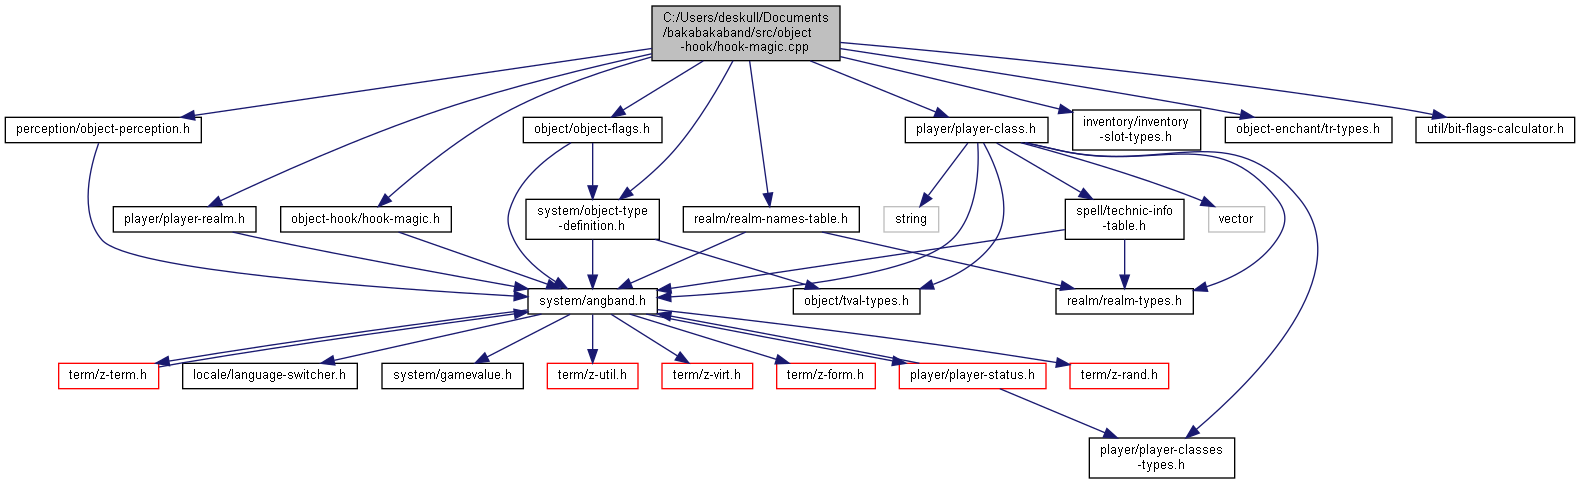 C:/Users/deskull/Documents
/bakabakaband/src/object
-hook/hook-magic.cpp
perception/object-perception.h
object/object-flags.h
player/player-class.h
inventory/inventory
-slot-types.h
object-enchant/tr-types.h
util/bit-flags-calculator.h
player/player-realm.h
object-hook/hook-magic.h
system/object-type
-definition.h
realm/realm-names-table.h
string
spell/technic-info
-table.h
vector
system/angband.h
object/tval-types.h
realm/realm-types.h
term/z-term.h
locale/language-switcher.h
system/gamevalue.h
term/z-util.h
term/z-virt.h
term/z-form.h
player/player-status.h
term/z-rand.h
player/player-classes
-types.h